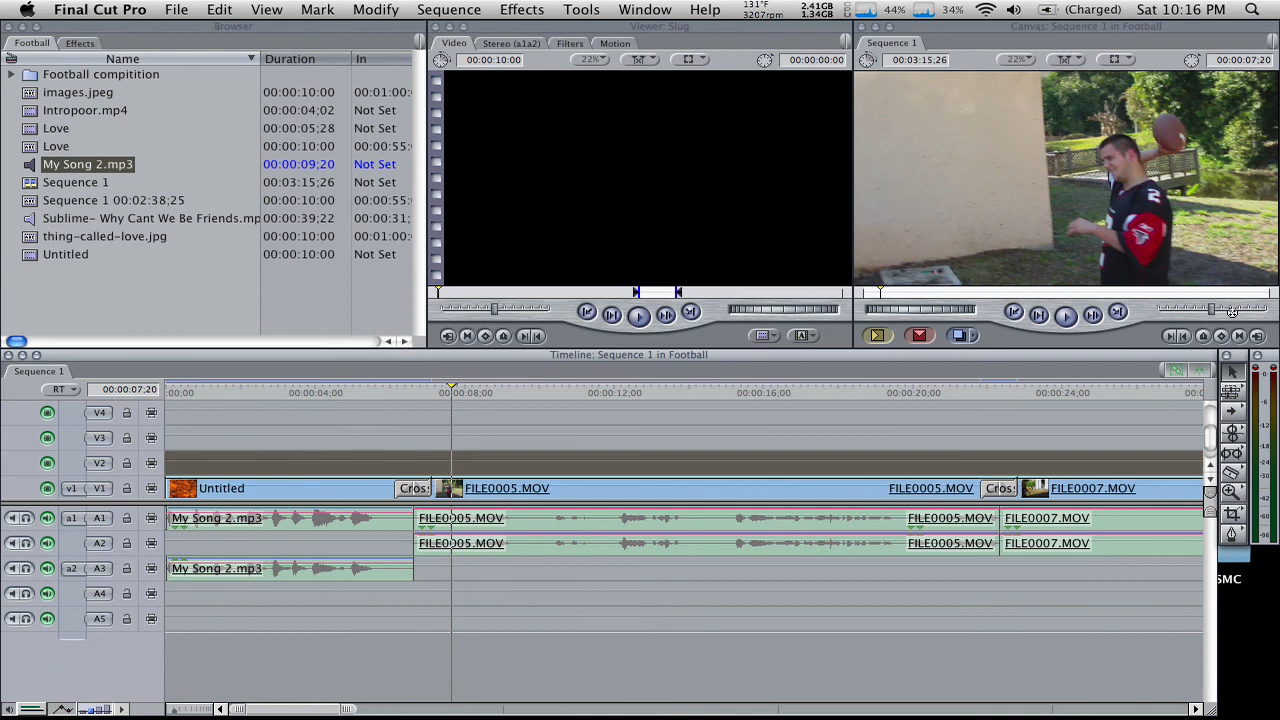 Final Cut Pro File Edit View Mark Modify Sequence Effects Tools Window Help 131°F 3207rpm 2.41GB 1.34GB 44% 34% (Charged) Sat 10:16 PM
Browser
Football Effects
Name Duration In
Football compitition
images.jpeg 00:00:10:00 00:01:00
Intropoor.mp4 00:00:04;02 Not Set
Love 00:00:05;28 Not Set
Love 00:00:10:00 00:00:55:
My Song 2.mp3 00:00:09;20 Not Set
Sequence 1 00:03:15;26 Not Set
Sequence 1 00:02:38;25 00:00:10:00 00:00:55:
Sublime- Why Cant We Be Friends.mp 00:00:39;22 00:00:31;
thing-called-love.jpg 00:00:10:00 00:01:00
Untitled 00:00:10:00 Not Set
Viewer: Slug
Video Stereo (a1a2) Filters Motion
00:00:10:00 22% 00:00:00:00
Canvas: Sequence 1 in Football
Sequence 1
00:03:15;26 22% 00:00:07;20
2
Timeline: Sequence 1 in Football
Sequence 1
RT 00:00:07;20 :00;00 00:00:04;00 00:00:08;00 00:00:12;00 00:00:16;00 00:00:20;00 00:00:24;00 00:0
V4
V3
V2
v1 V1 Untitled Cros: FILE0005.MOV FILE0005.MOV Cros: FILE0007.MOV
a1 A1 My Song 2.mp3 FILE0005.MOV FILE0005.MOV FILE0007.MOV
A2 FILE0005.MOV FILE0005.MOV FILE0007.MOV
a2 A3 My Song 2.mp3
A4
A5
-6
-12
-18
-24
SMC